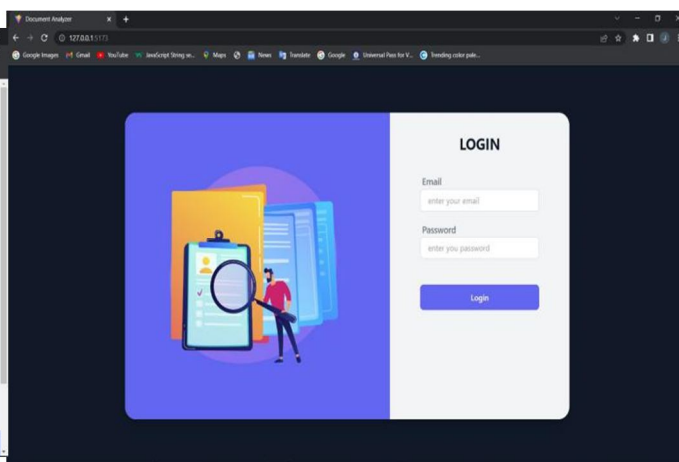 Document Analyzer
127.0.0.1:5173
Google Images Gmail YouTube JavaScript String se... Maps News Translate Google Universal Pass for V... Trending color pale...
LOGIN
Email
enter your email
Password
enter you password
Login